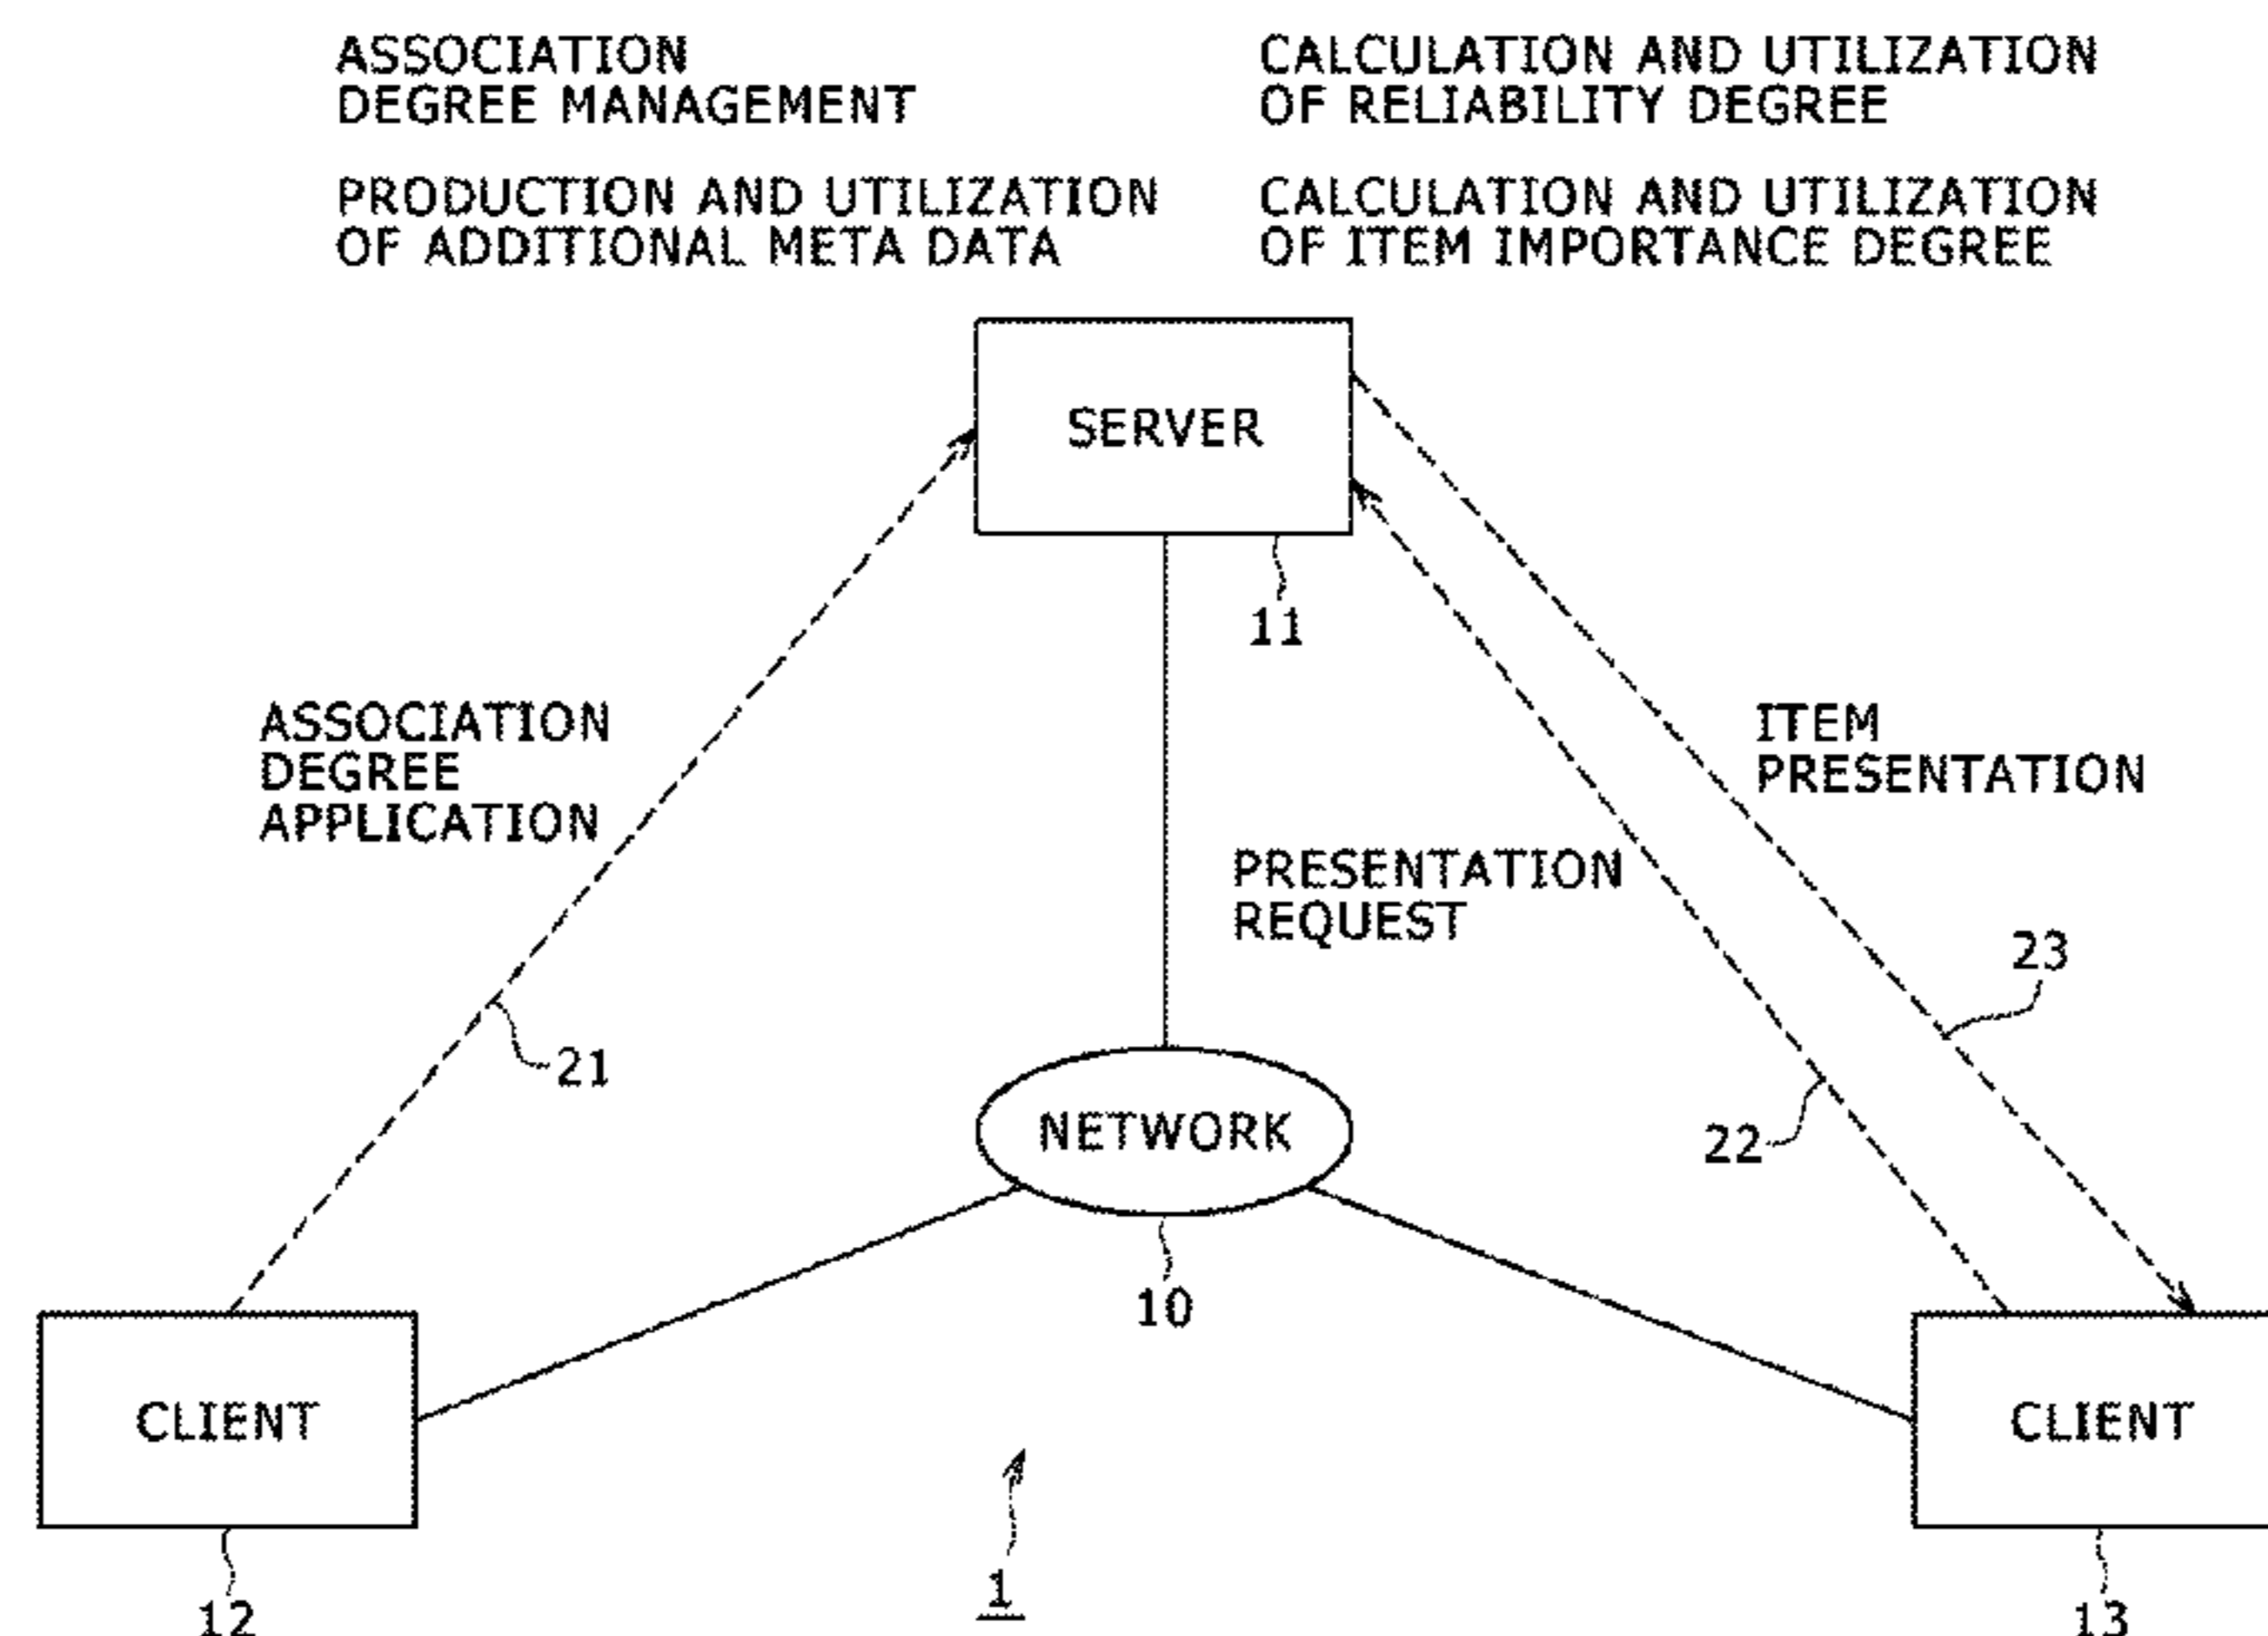 ASSOCIATION
DEGREE MANAGEMENT
PRODUCTION AND UTILIZATION
OF ADDITIONAL META DATA
CALCULATION AND UTILIZATION
OF RELIABILITY DEGREE
CALCULATION AND UTILIZATION
OF ITEM IMPORTANCE DEGREE
SERVER
11
ASSOCIATION
DEGREE
APPLICATION
ITEM
PRESENTATION
PRESENTATION
REQUEST
23
21
22
NETWORK
10
CLIENT
CLIENT
12
1
13